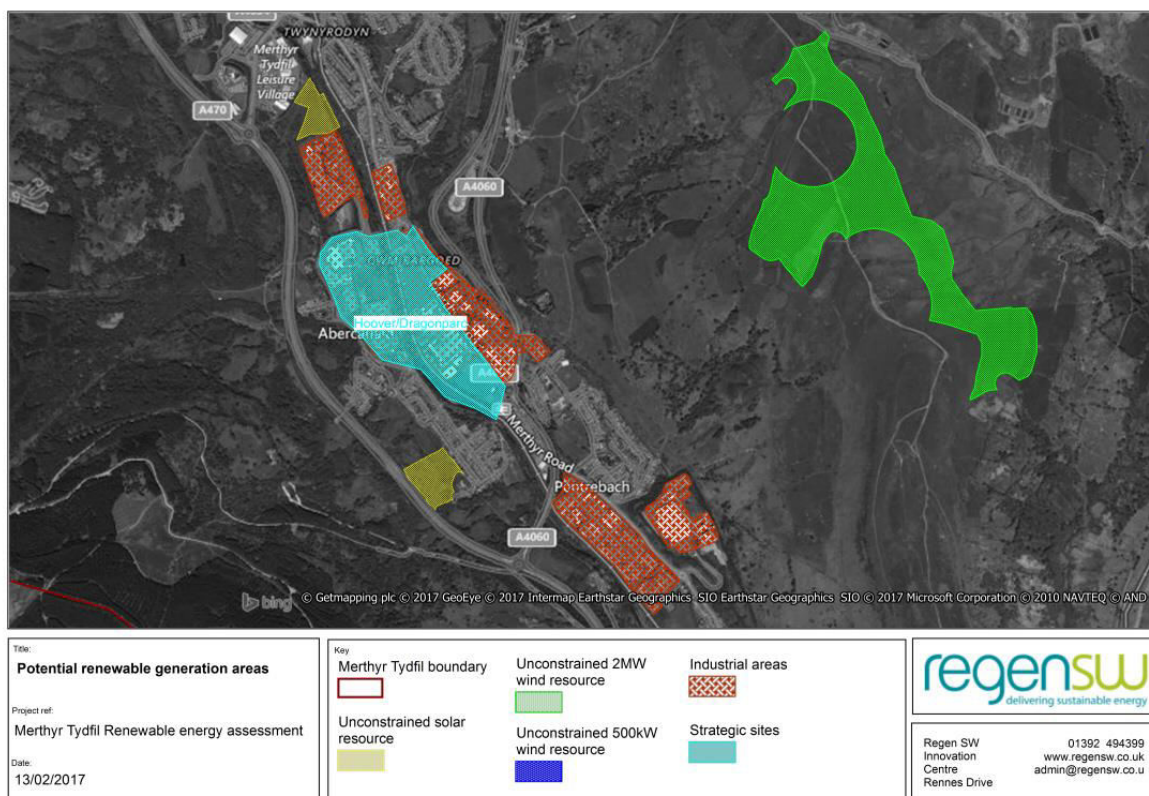 TWYNYRODYN
Merthyr
Tydfil
Leisure
Village
A470
A4060
CWM BARGOED
Hoover/Dragonparc
Merthyr Road
Pentrebach
A4060
bing
© Getmapping plc © 2017 GeoEye © 2017 Intermap Earthstar Geographics SIO Earthstar Geographics SIO © 2017 Microsoft Corporation © 2010 NAVTEQ © AND
Title:
Potential renewable generation areas
Project ref:
Merthyr Tydfil Renewable energy assessment
Date:
13/02/2017
Key
Merthyr Tydfil boundary
Unconstrained solar
resource
Unconstrained 2MW
wind resource
Unconstrained 500kW
wind resource
Industrial areas
Strategic sites
regensw
delivering sustainable energy
Regen SW 01392 494399
Innovation www.regensw.co.uk
Centre admin@regensw.co.u
Rennes Drive